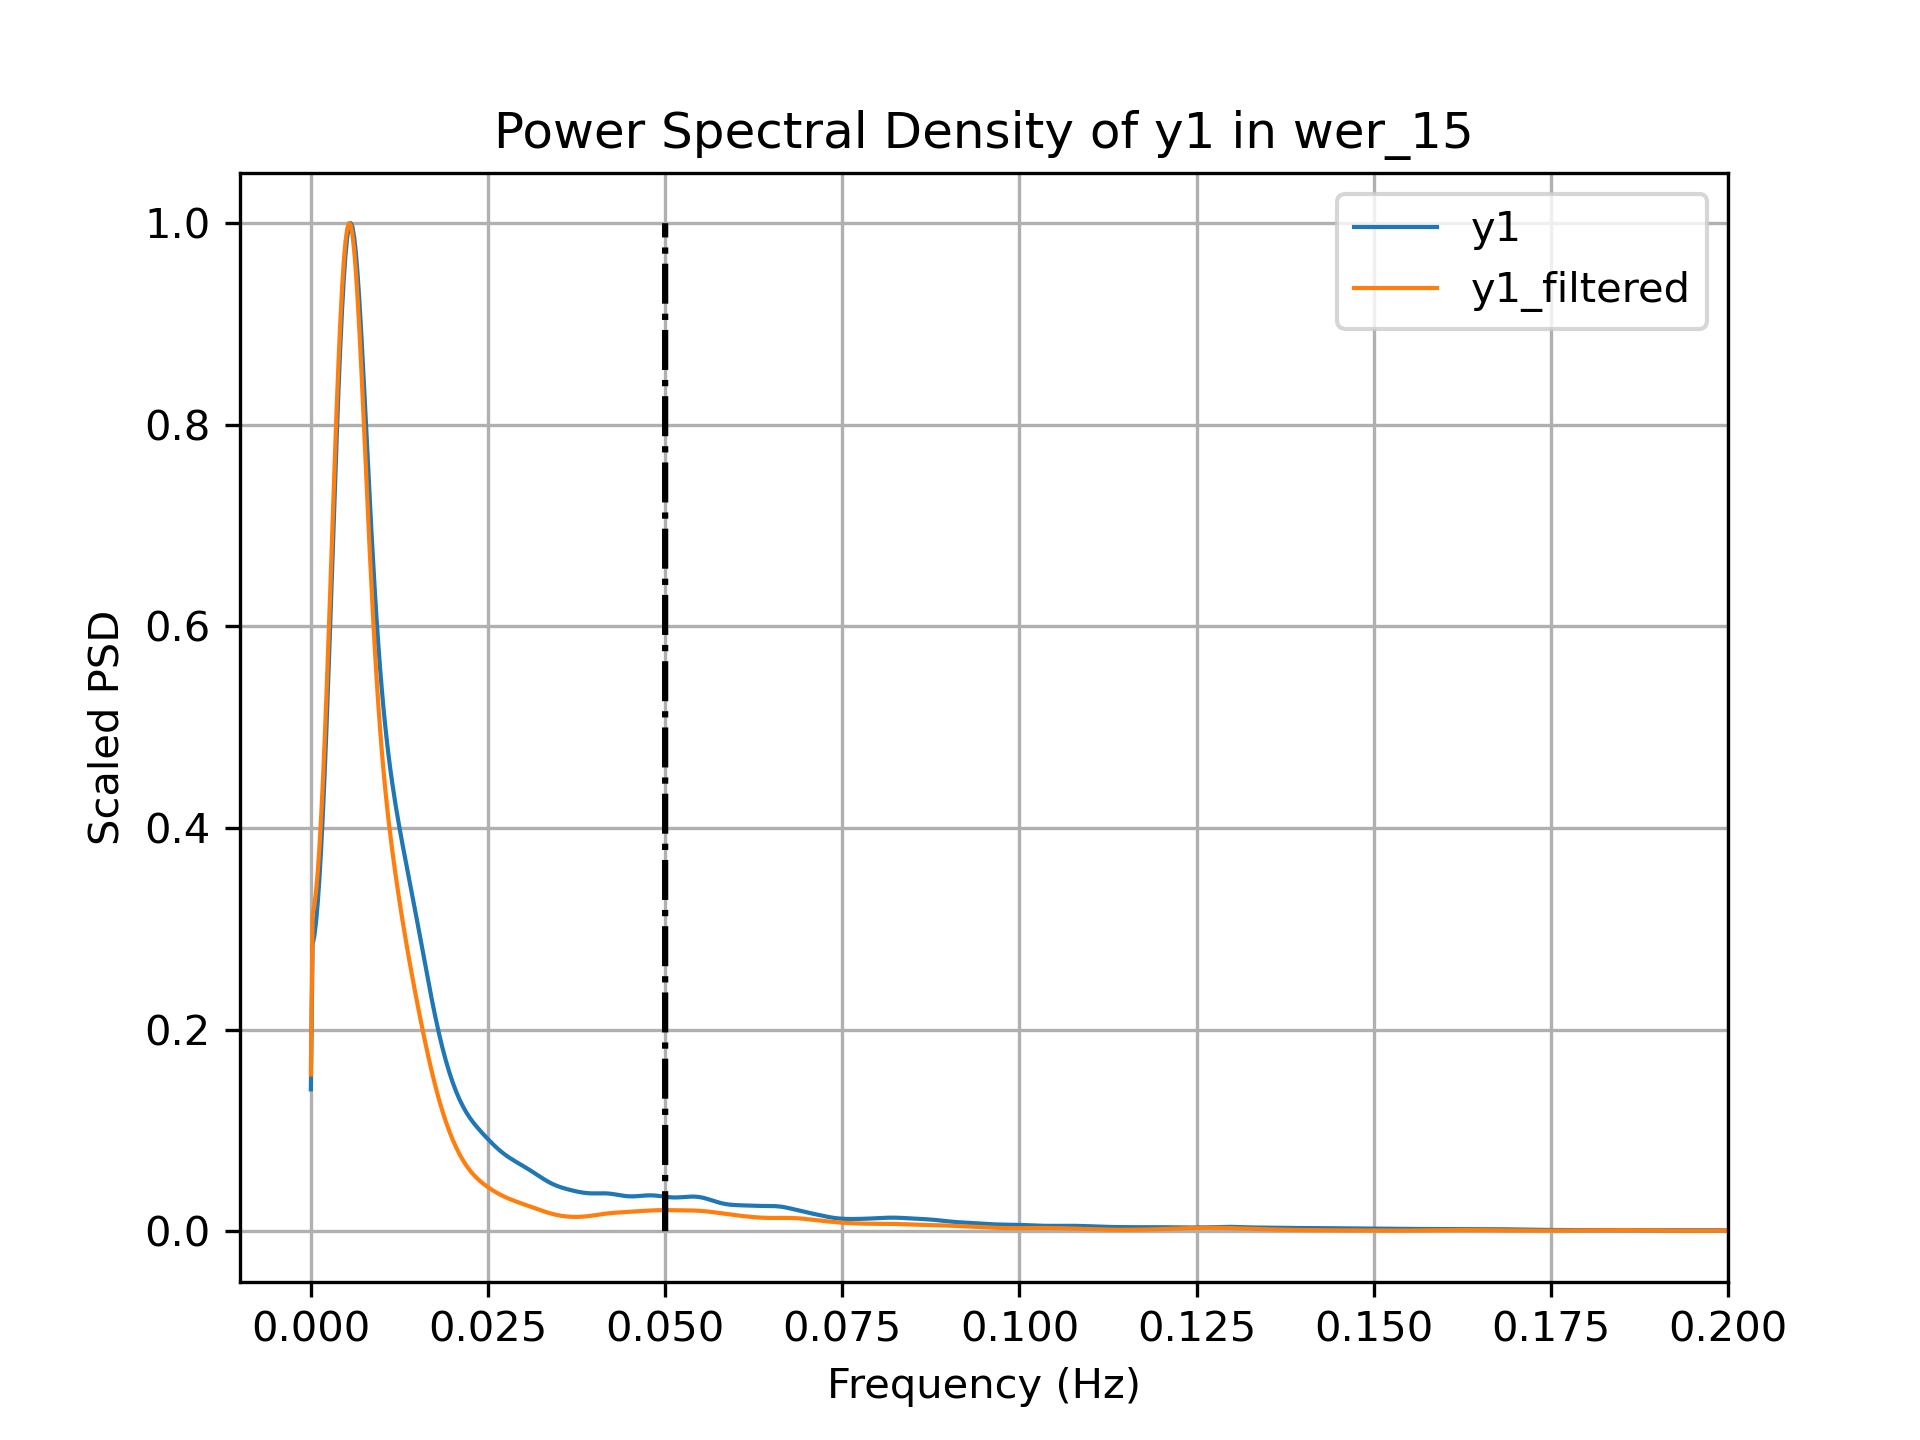 Power Spectral Density of y1 in wer_15
y1
y1_filtered
1.0
0.8
0.6
0.4
0.2
0.0
Scaled PSD
0.000 0.025 0.050 0.075 0.100 0.125 0.150 0.175 0.200
Frequency (Hz)